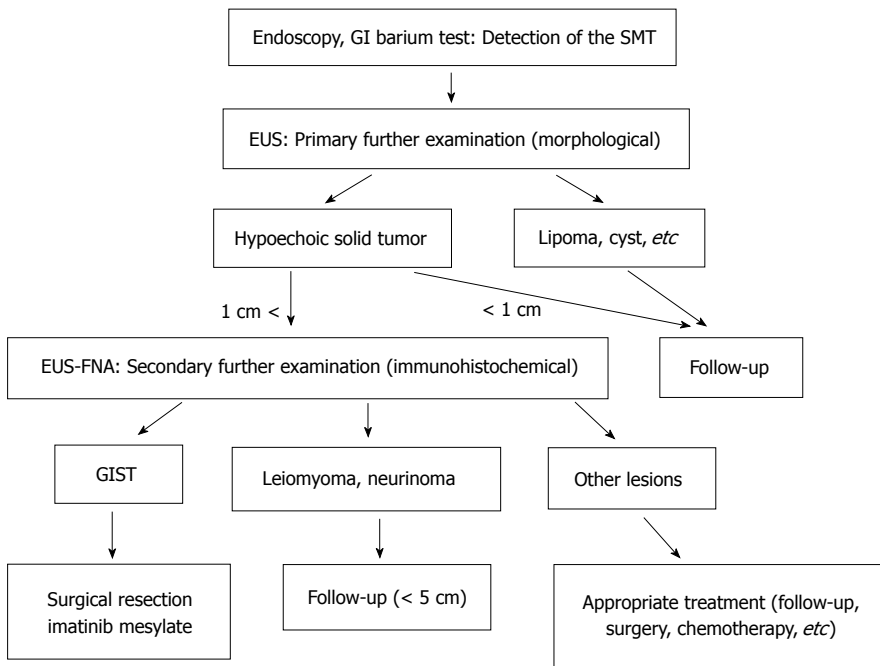 Endoscopy, GI barium test: Detection of the SMT
EUS: Primary further examination (morphological)
Hypoechoic solid tumor
Lipoma, cyst, etc
1 cm <
< 1 cm
EUS-FNA: Secondary further examination (immunohistochemical)
Follow-up
GIST
Leiomyoma, neurinoma
Other lesions
Surgical resection
imatinib mesylate
Follow-up (< 5 cm)
Appropriate treatment (follow-up,
surgery, chemotherapy, etc)